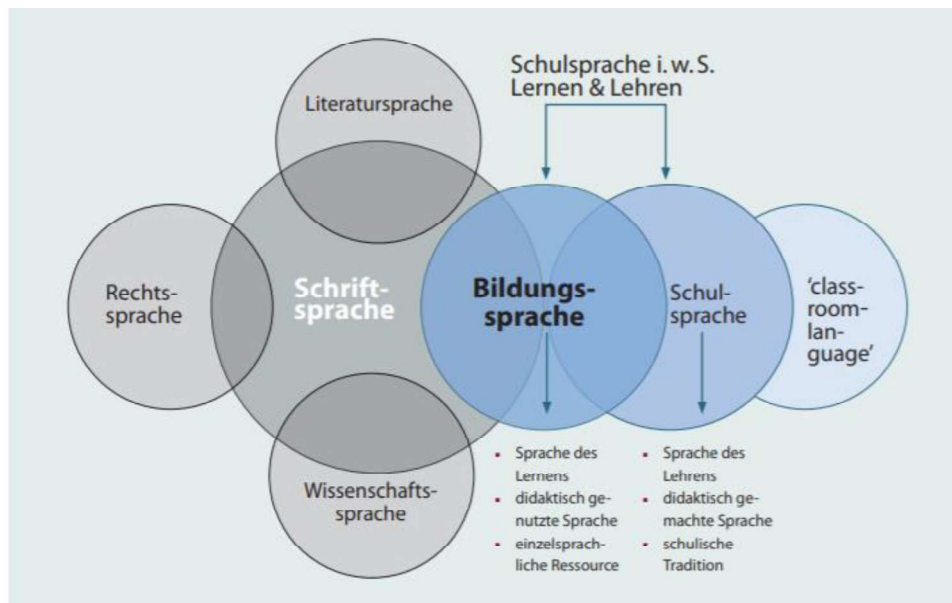 Literatursprache
Schulsprache i. w. S.
Lernen & Lehren
Rechts-
sprache
Schrift-
sprache
Bildungs-
sprache
Schul-
sprache
‘class-
room-
lan-
guage’
Wissenschafts-
sprache
▪ Sprache des
Lernens
▪ didaktisch ge-
nutzte Sprache
▪ einzelsprach-
liche Ressource
▪ Sprache des
Lehrens
▪ didaktisch ge-
machte Sprache
▪ schulische
Tradition